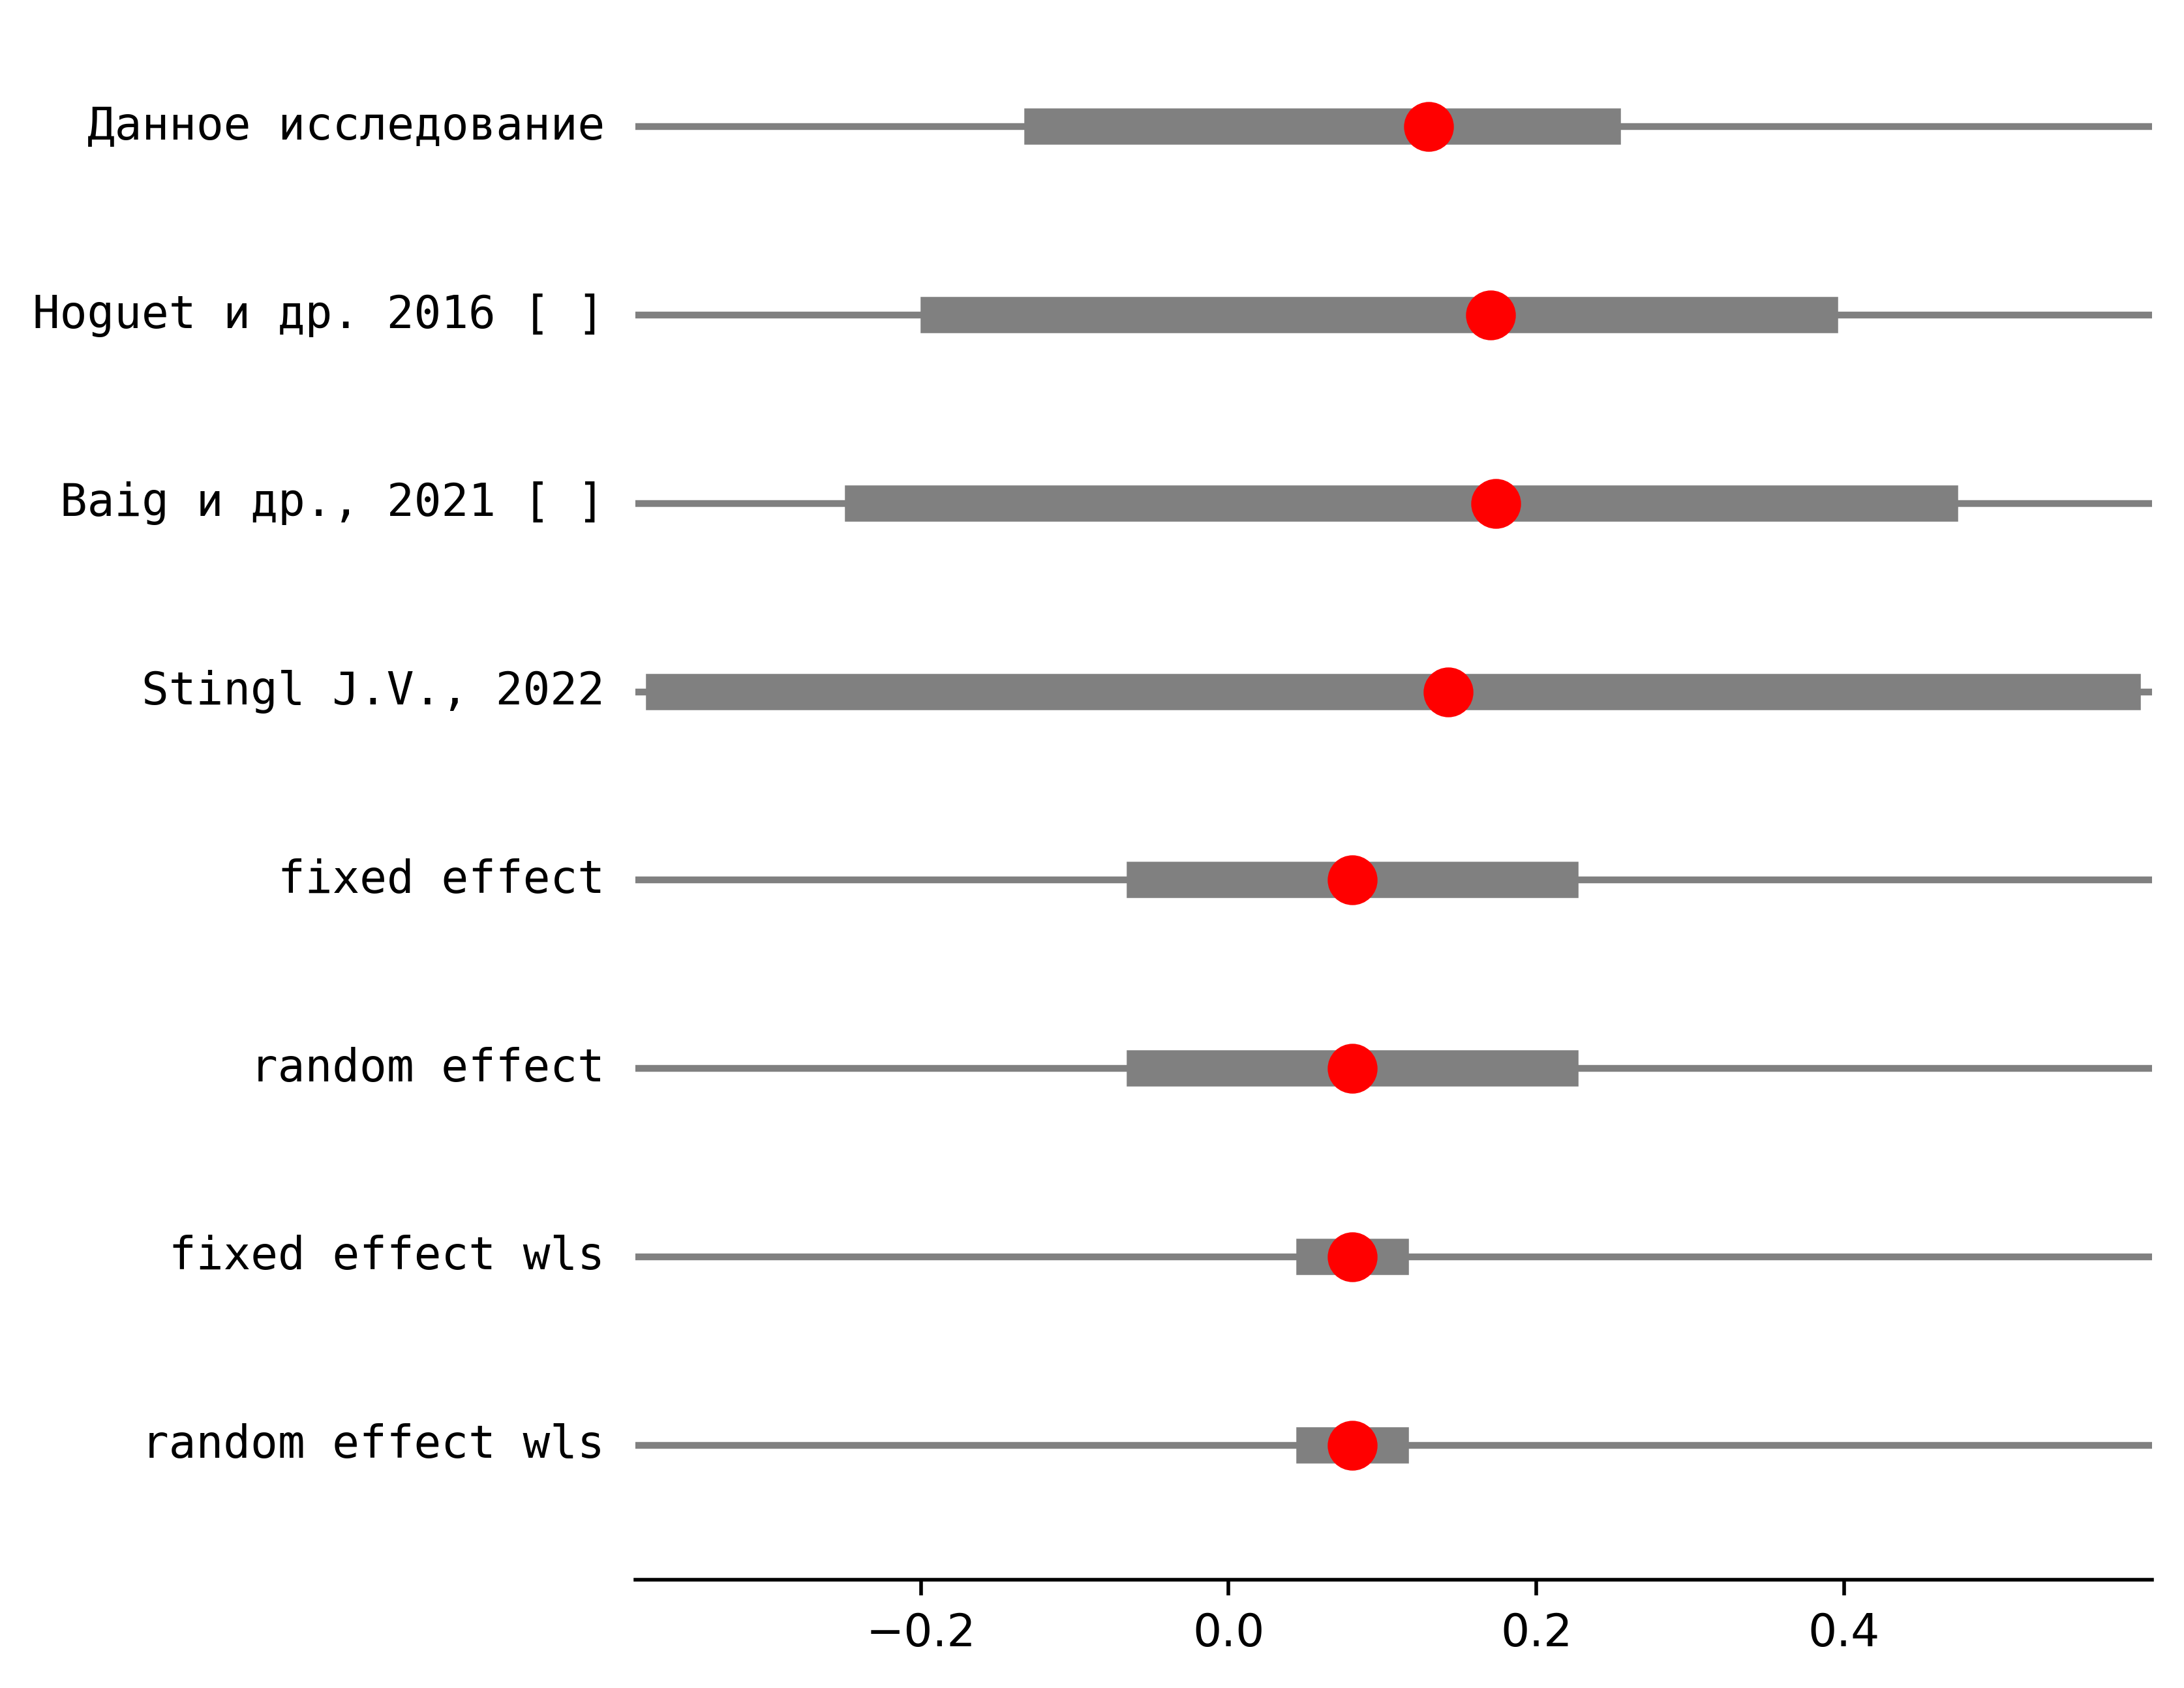 Данное исследование
Hoguet и др. 2016 [ ]
Baig и др., 2021 [ ]
Stingl J.V., 2022
fixed effect
random effect
fixed effect wls
random effect wls
−0.2 0.0 0.2 0.4